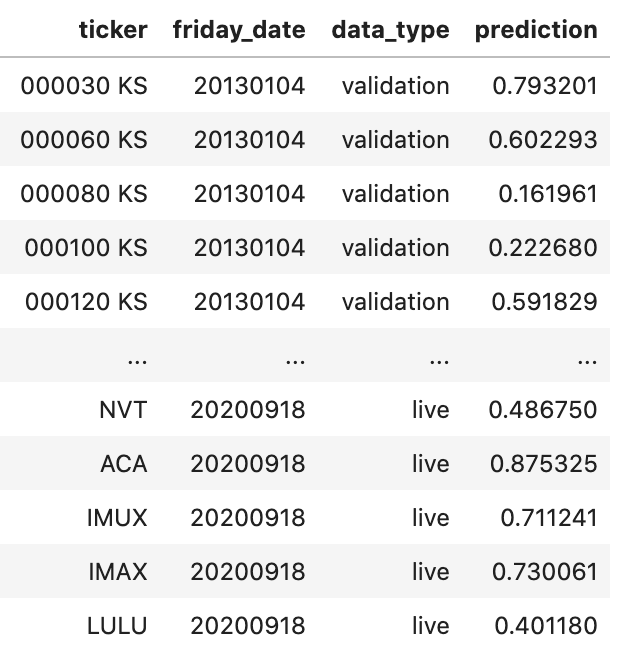 ticker friday_date data_type prediction
000030 KS 20130104 validation 0.793201
000060 KS 20130104 validation 0.602293
000080 KS 20130104 validation 0.161961
000100 KS 20130104 validation 0.222680
000120 KS 20130104 validation 0.591829
... ... ... ...
NVT 20200918 live 0.486750
ACA 20200918 live 0.875325
IMUX 20200918 live 0.711241
IMAX 20200918 live 0.730061
LULU 20200918 live 0.401180